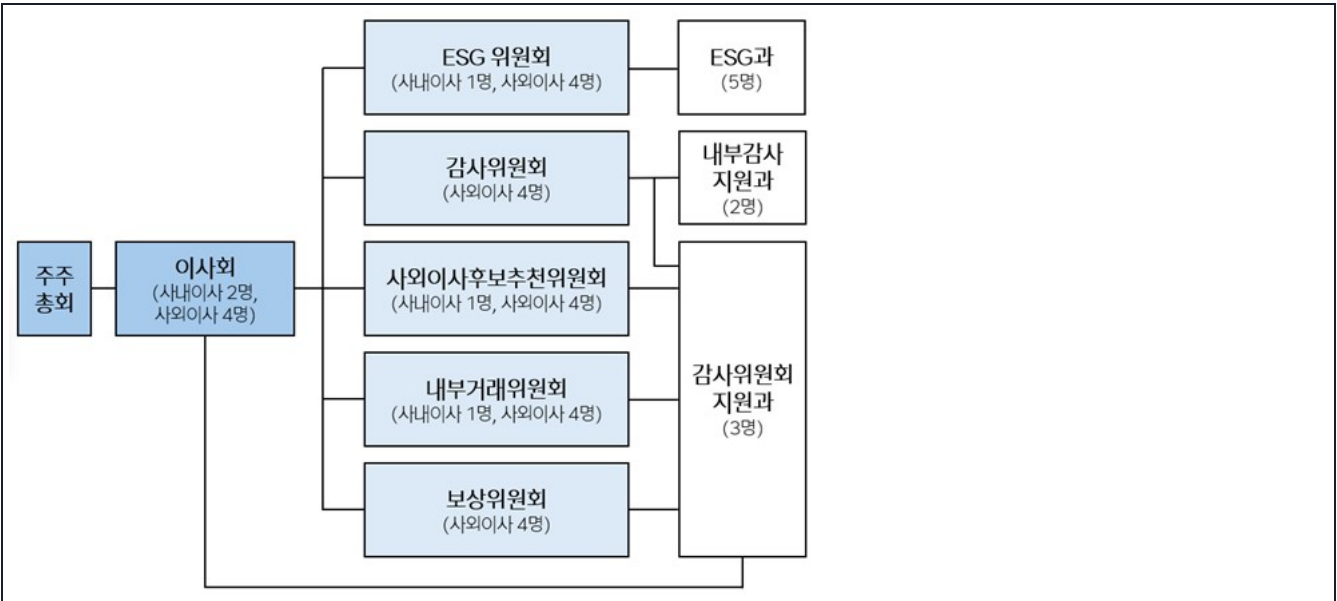 주주
총회
이사회
(사내이사 2명,
사외이사 4명)
ESG 위원회
(사내이사 1명, 사외이사 4명)
감사위원회
(사외이사 4명)
사외이사후보추천위원회
(사내이사 1명, 사외이사 4명)
내부거래위원회
(사내이사 1명, 사외이사 4명)
보상위원회
(사외이사 4명)
ESG과
(5명)
내부감사
지원과
(2명)
감사위원회
지원과
(3명)